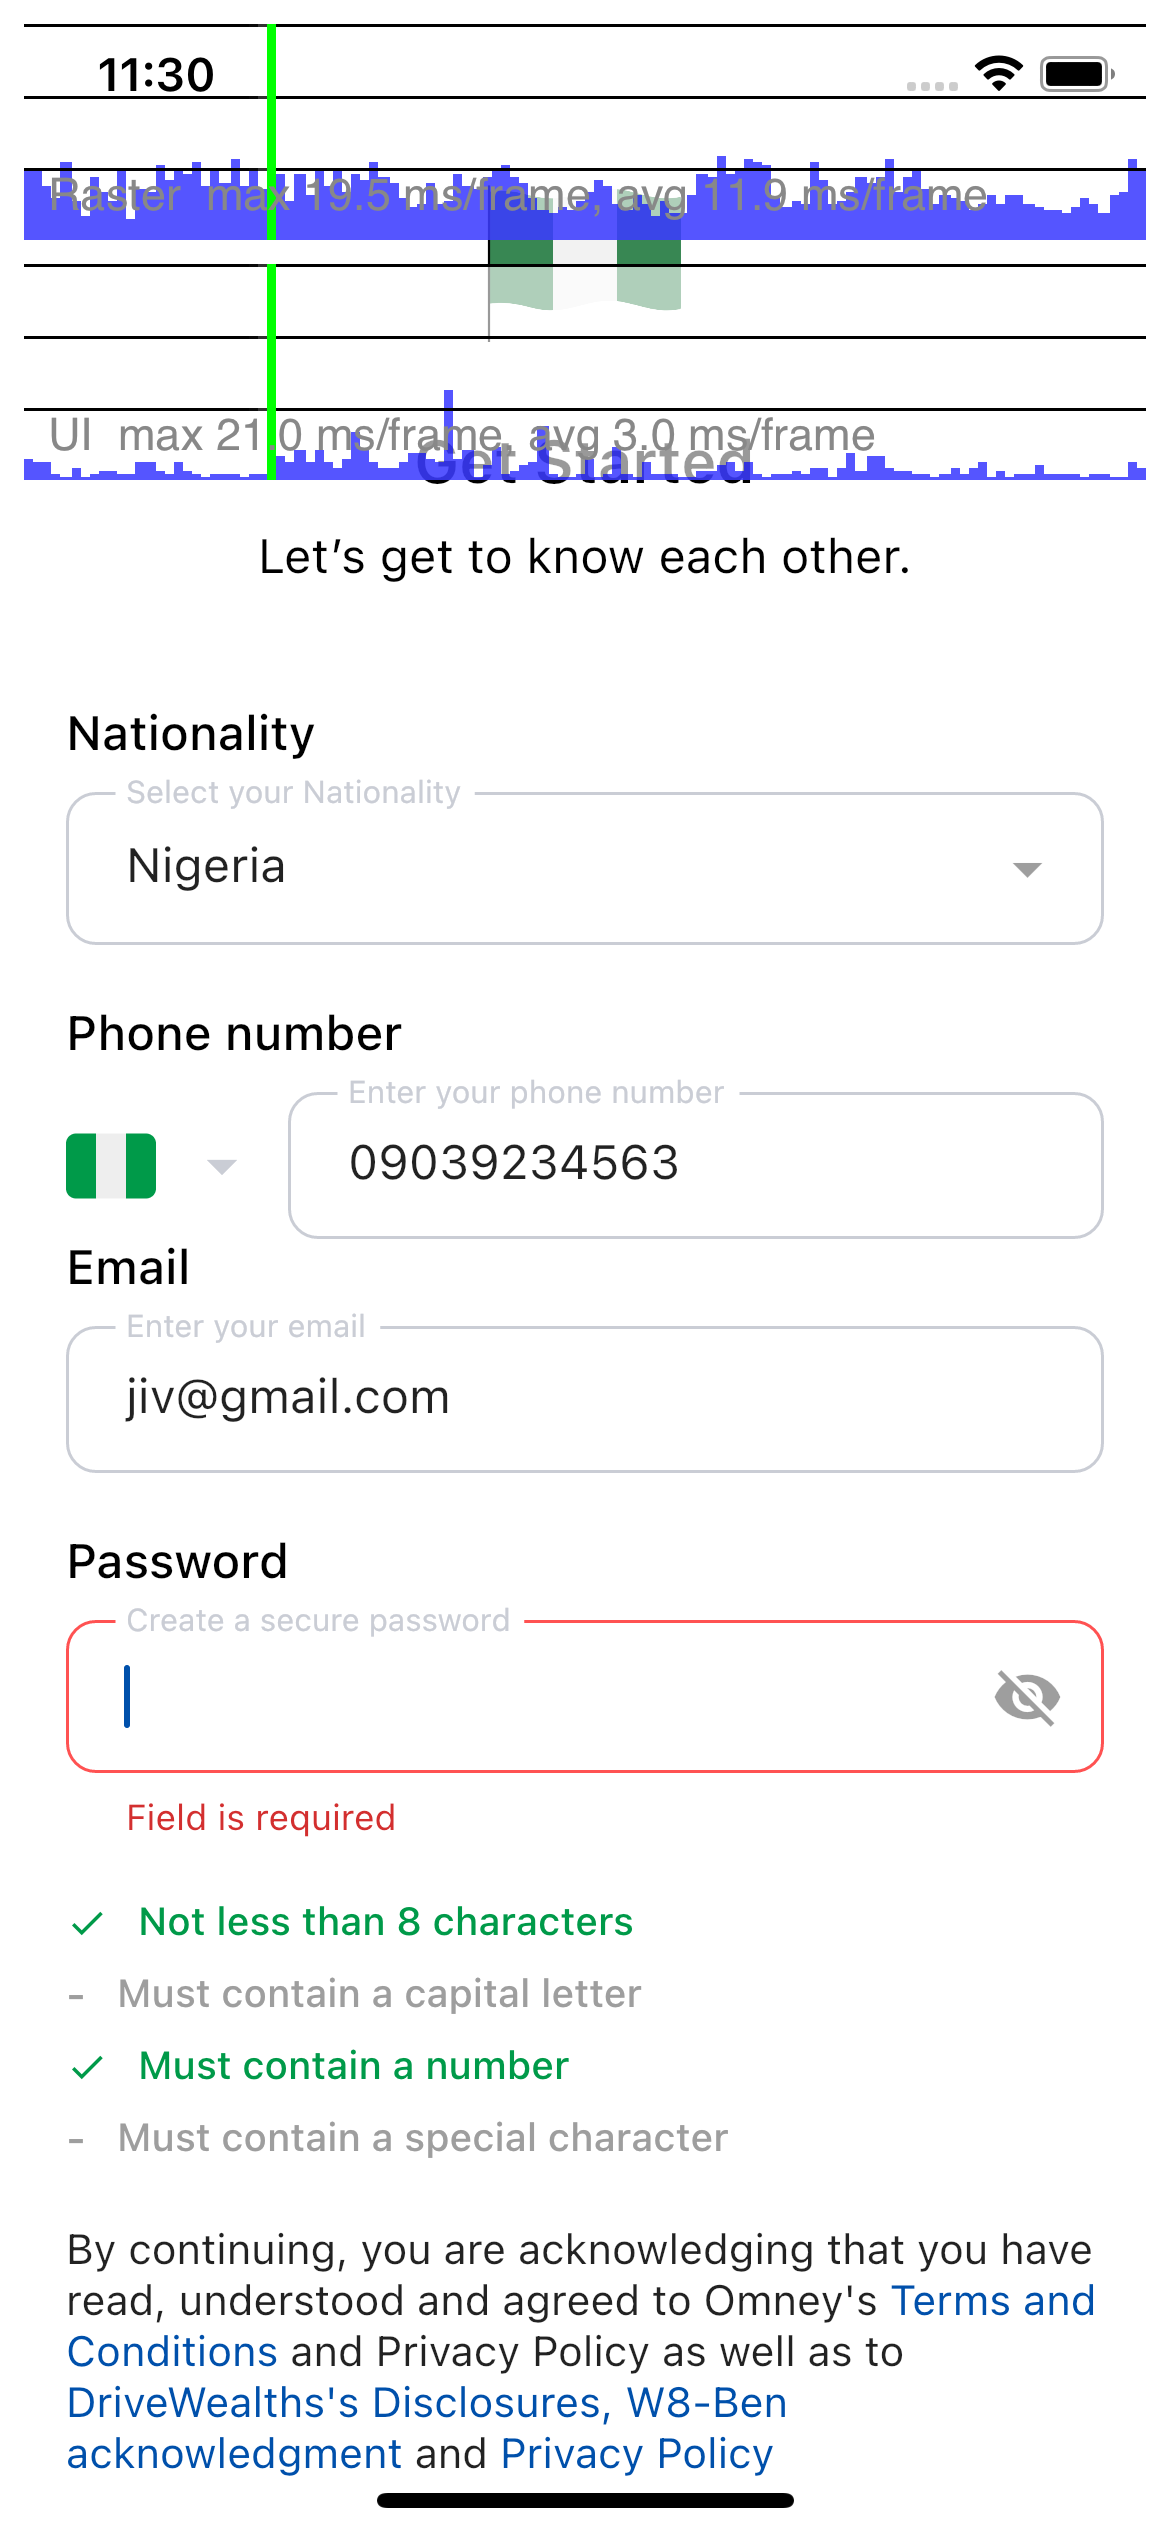 11:30
Raster max 19.5 ms/frame, avg 11.9 ms/frame
UI max 21.0 ms/frame, avg 3.0 ms/frame
Get Started
Let’s get to know each other.
Nationality
Select your Nationality
Nigeria
Phone number
Enter your phone number
09039234563
Email
Enter your email
jiv@gmail.com
Password
Create a secure password
Field is required
Not less than 8 characters
- Must contain a capital letter
Must contain a number
- Must contain a special character
By continuing, you are acknowledging that you have
read, understood and agreed to Omney's Terms and
Conditions and Privacy Policy as well as to
DriveWealths's Disclosures, W8-Ben
acknowledgment and Privacy Policy